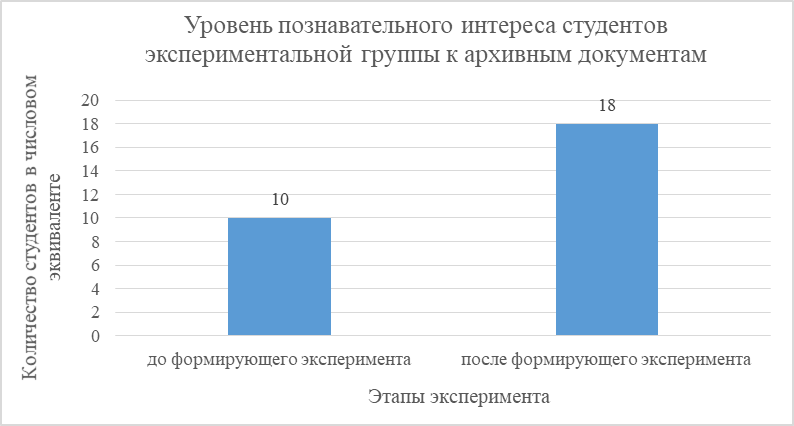 Уровень познавательного интереса студентов
экспериментальной группы к архивным документам
Количество студентов в числовом
эквиваленте
20
18
16
14
12
10
8
6
4
2
0
10
18
до формирующего эксперимента
после формирующего эксперимента
Этапы эксперимента